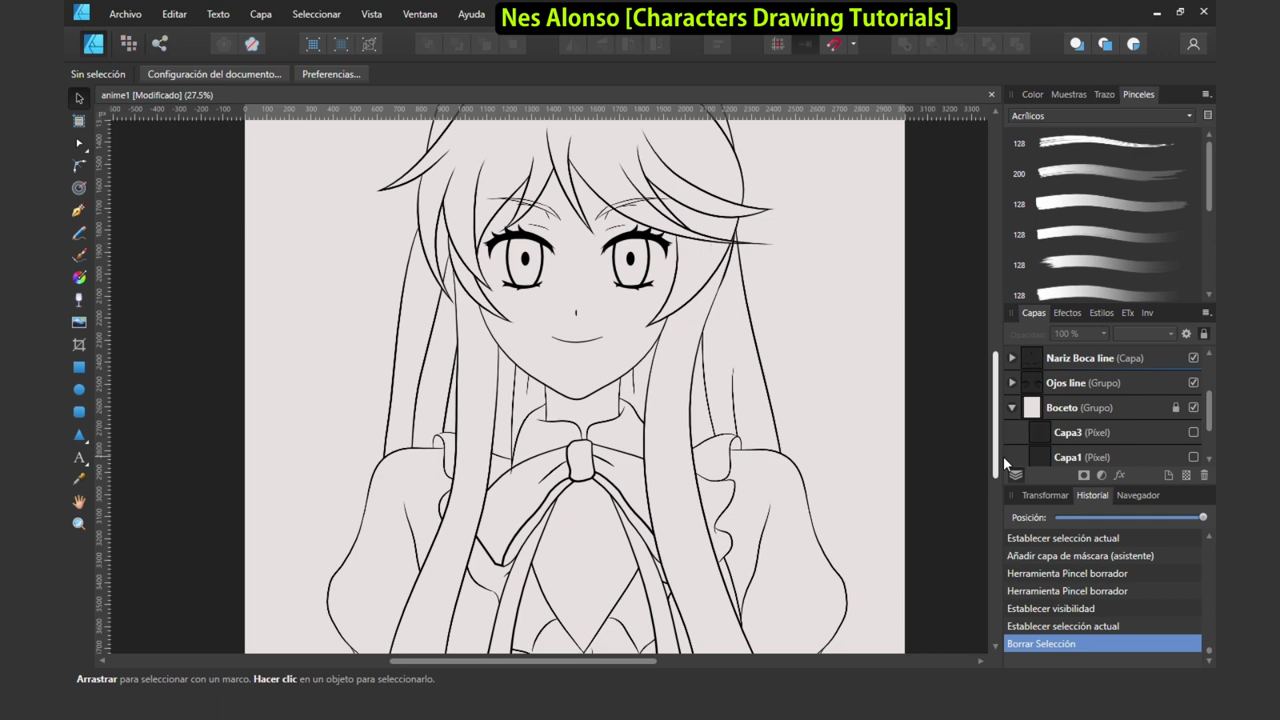 Nes Alonso [Characters Drawing Tutorials]
Archivo Editar Texto Capa Seleccionar Vista Ventana Ayuda
Sin selección Configuración del documento... Preferencias...
anime1 [Modificado] (27.5%)
Color Muestras Trazo Pinceles
Acrílicos
128
200
128
128
128
128
Capas Efectos Estilos ETx Inv
Opacidad: 100 %
Nariz Boca line (Capa)
Ojos line (Grupo)
Boceto (Grupo)
Capa3 (Píxel)
Capa1 (Píxel)
Transformar Historial Navegador
Posición:
Establecer selección actual
Añadir capa de máscara (asistente)
Herramienta Pincel borrador
Herramienta Pincel borrador
Establecer visibilidad
Establecer selección actual
Borrar Selección
Arrastrar para seleccionar con un marco. Hacer clic en un objeto para seleccionarlo.